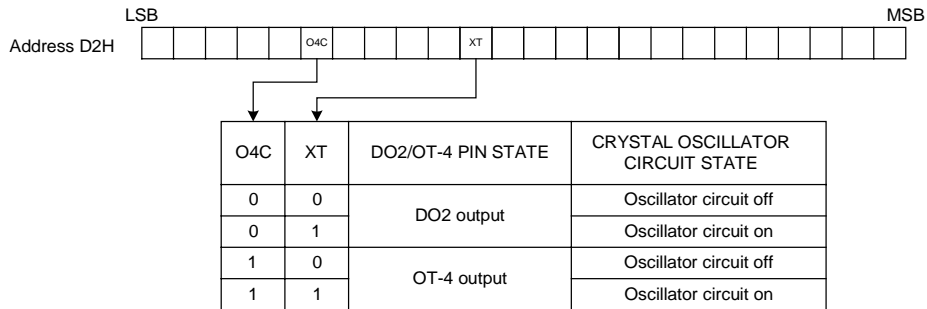 LSB MSB
Address D2H O4C XT
O4C XT DO2/OT-4 PIN STATE CRYSTAL OSCILLATOR
CIRCUIT STATE
0 0 DO2 output Oscillator circuit off
0 1 Oscillator circuit on
1 0 OT-4 output Oscillator circuit off
1 1 Oscillator circuit on